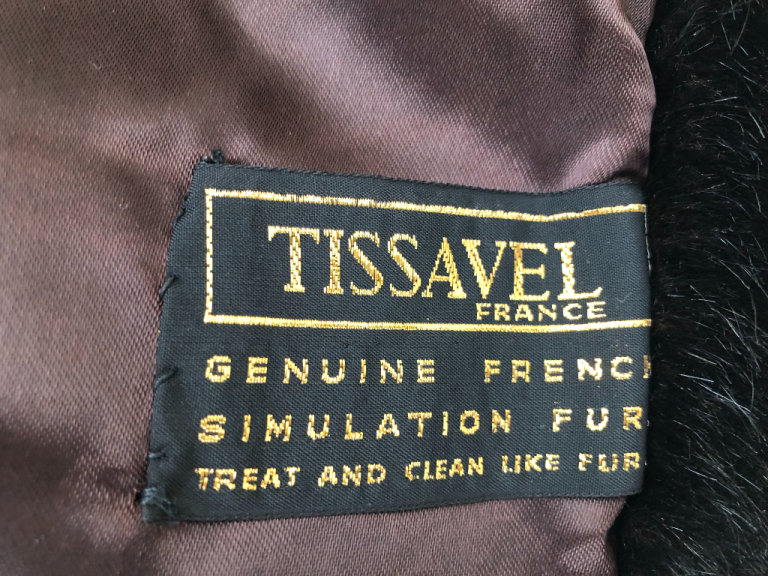 TISSAVEL
FRANCE
GENUINE FRENCH
SIMULATION FUR
TREAT AND CLEAN LIKE FUR